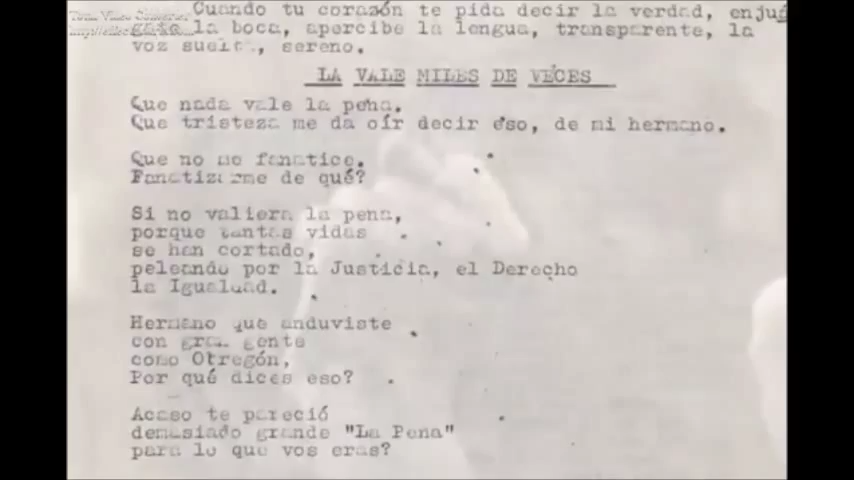 Cuando tu corazón te pida decir la verdad, enjuá
gate la boca, apercibe la lengua, transparente, la
voz suelta, sereno.
LA VALE MILES DE VECES
Que nada vale la pena.
Que tristeza me da oír decir eso, de mi hermano.
Que no me fanatice.
Fanatizarme de qué?
Si no valiera la pena,
porque tantas vidas
se han cortado,
peleando por la Justicia, el Derecho
la Igualdad.
Hermano que anduviste
con gran gente
como Otregón,
Por qué dices eso?
Acaso te pareció
demasiado grande "La Pena"
para lo que vos eras?